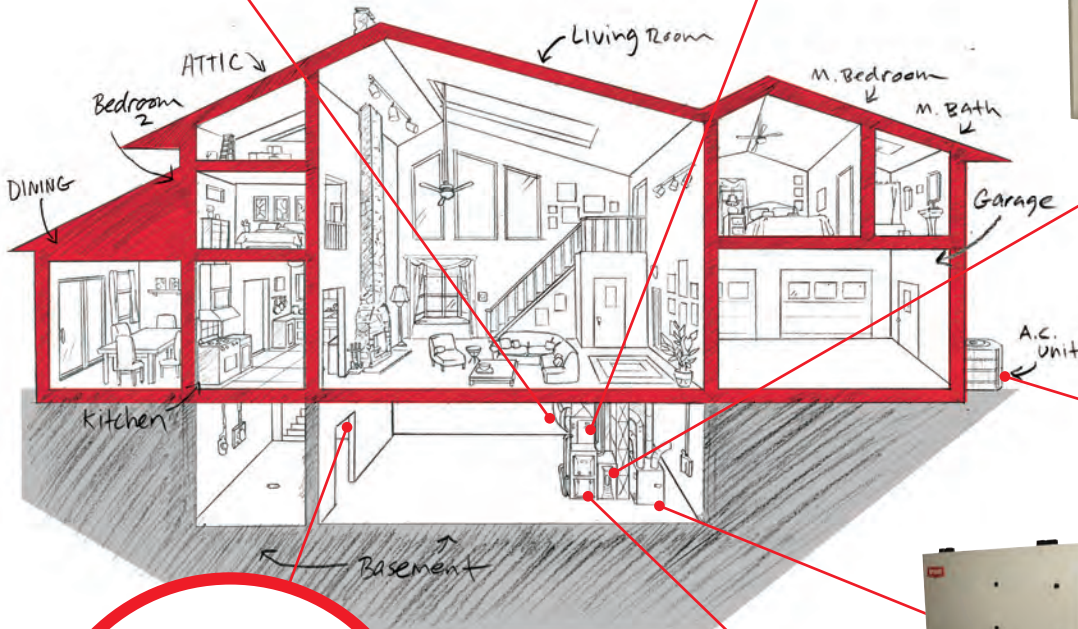 Living Room
ATTIC
M. Bedroom
Bedroom
2
M. BATH
DINING
Garage
A.C.
Unit
Kitchen
Basement